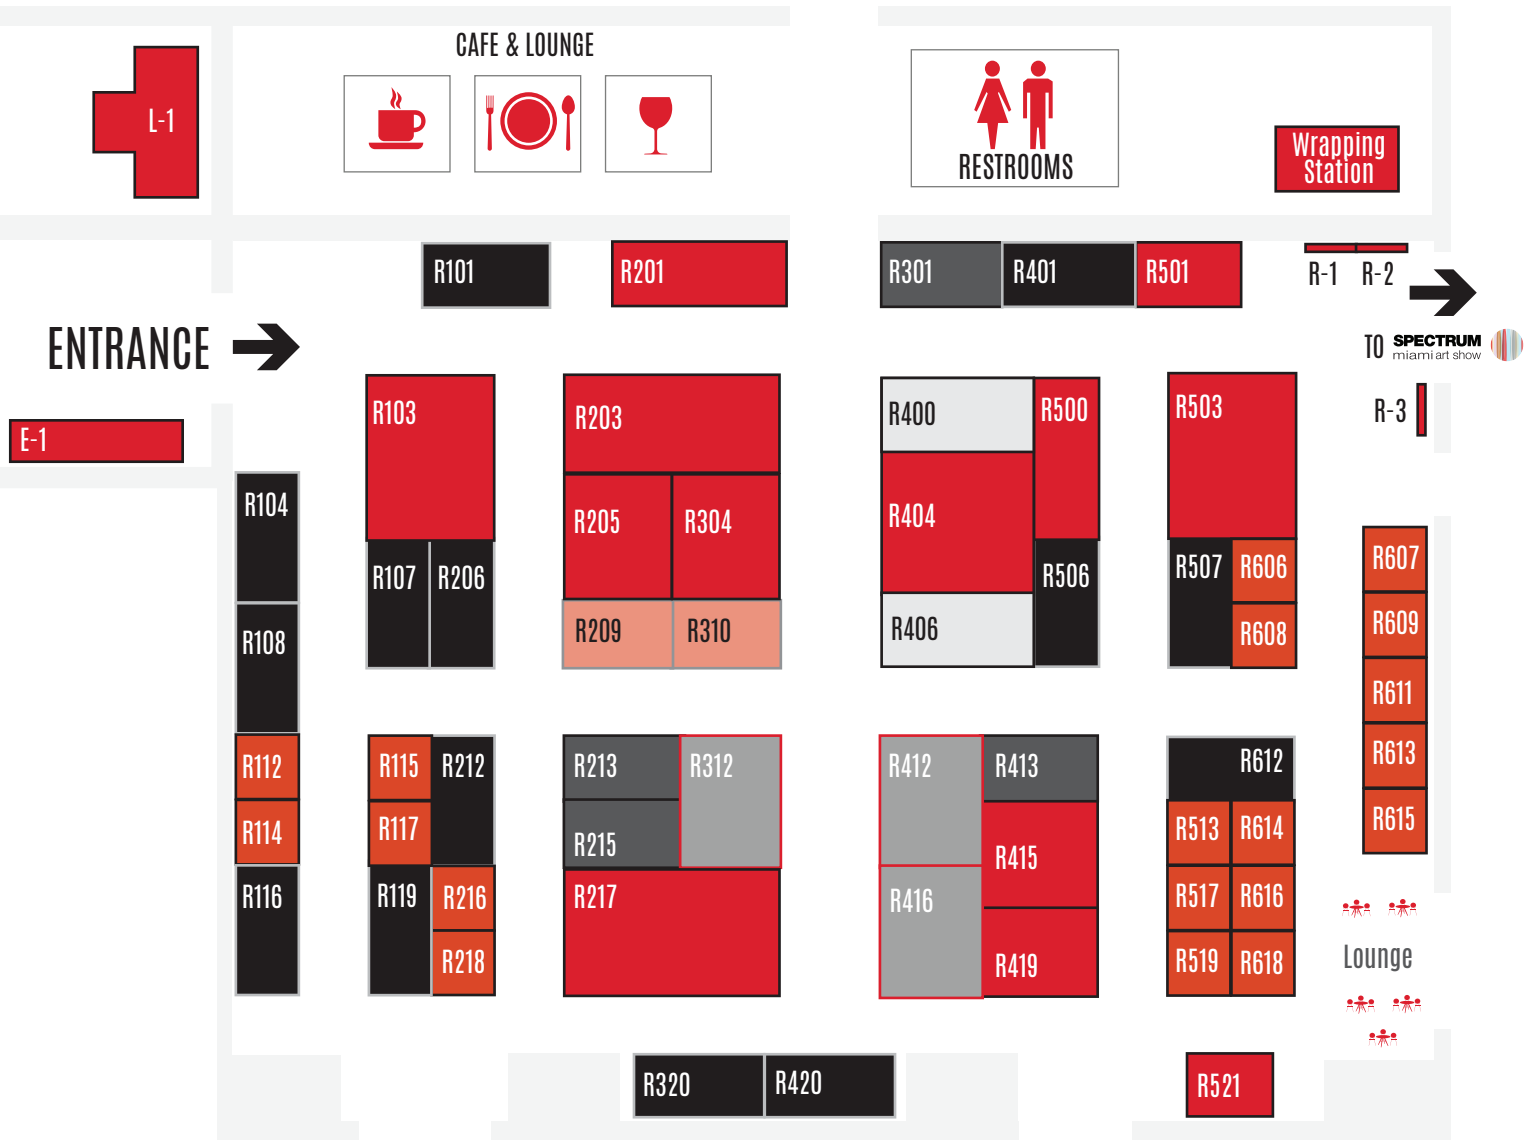 CAFE & LOUNGE
L-1
RESTROOMS
Wrapping
Station
R101
R201
R301
R401
R501
R-1
R-2
ENTRANCE
TO SPECTRUM
miami art show
E-1
R103
R203
R400
R500
R503
R-3
R104
R205
R304
R404
R107
R206
R506
R507
R606
R607
R108
R209
R310
R406
R608
R609
R611
R112
R115
R212
R213
R312
R412
R413
R612
R613
R114
R117
R215
R415
R513
R614
R615
R116
R119
R216
R217
R416
R517
R616
R218
R419
R519
R618
Lounge
R320
R420
R521